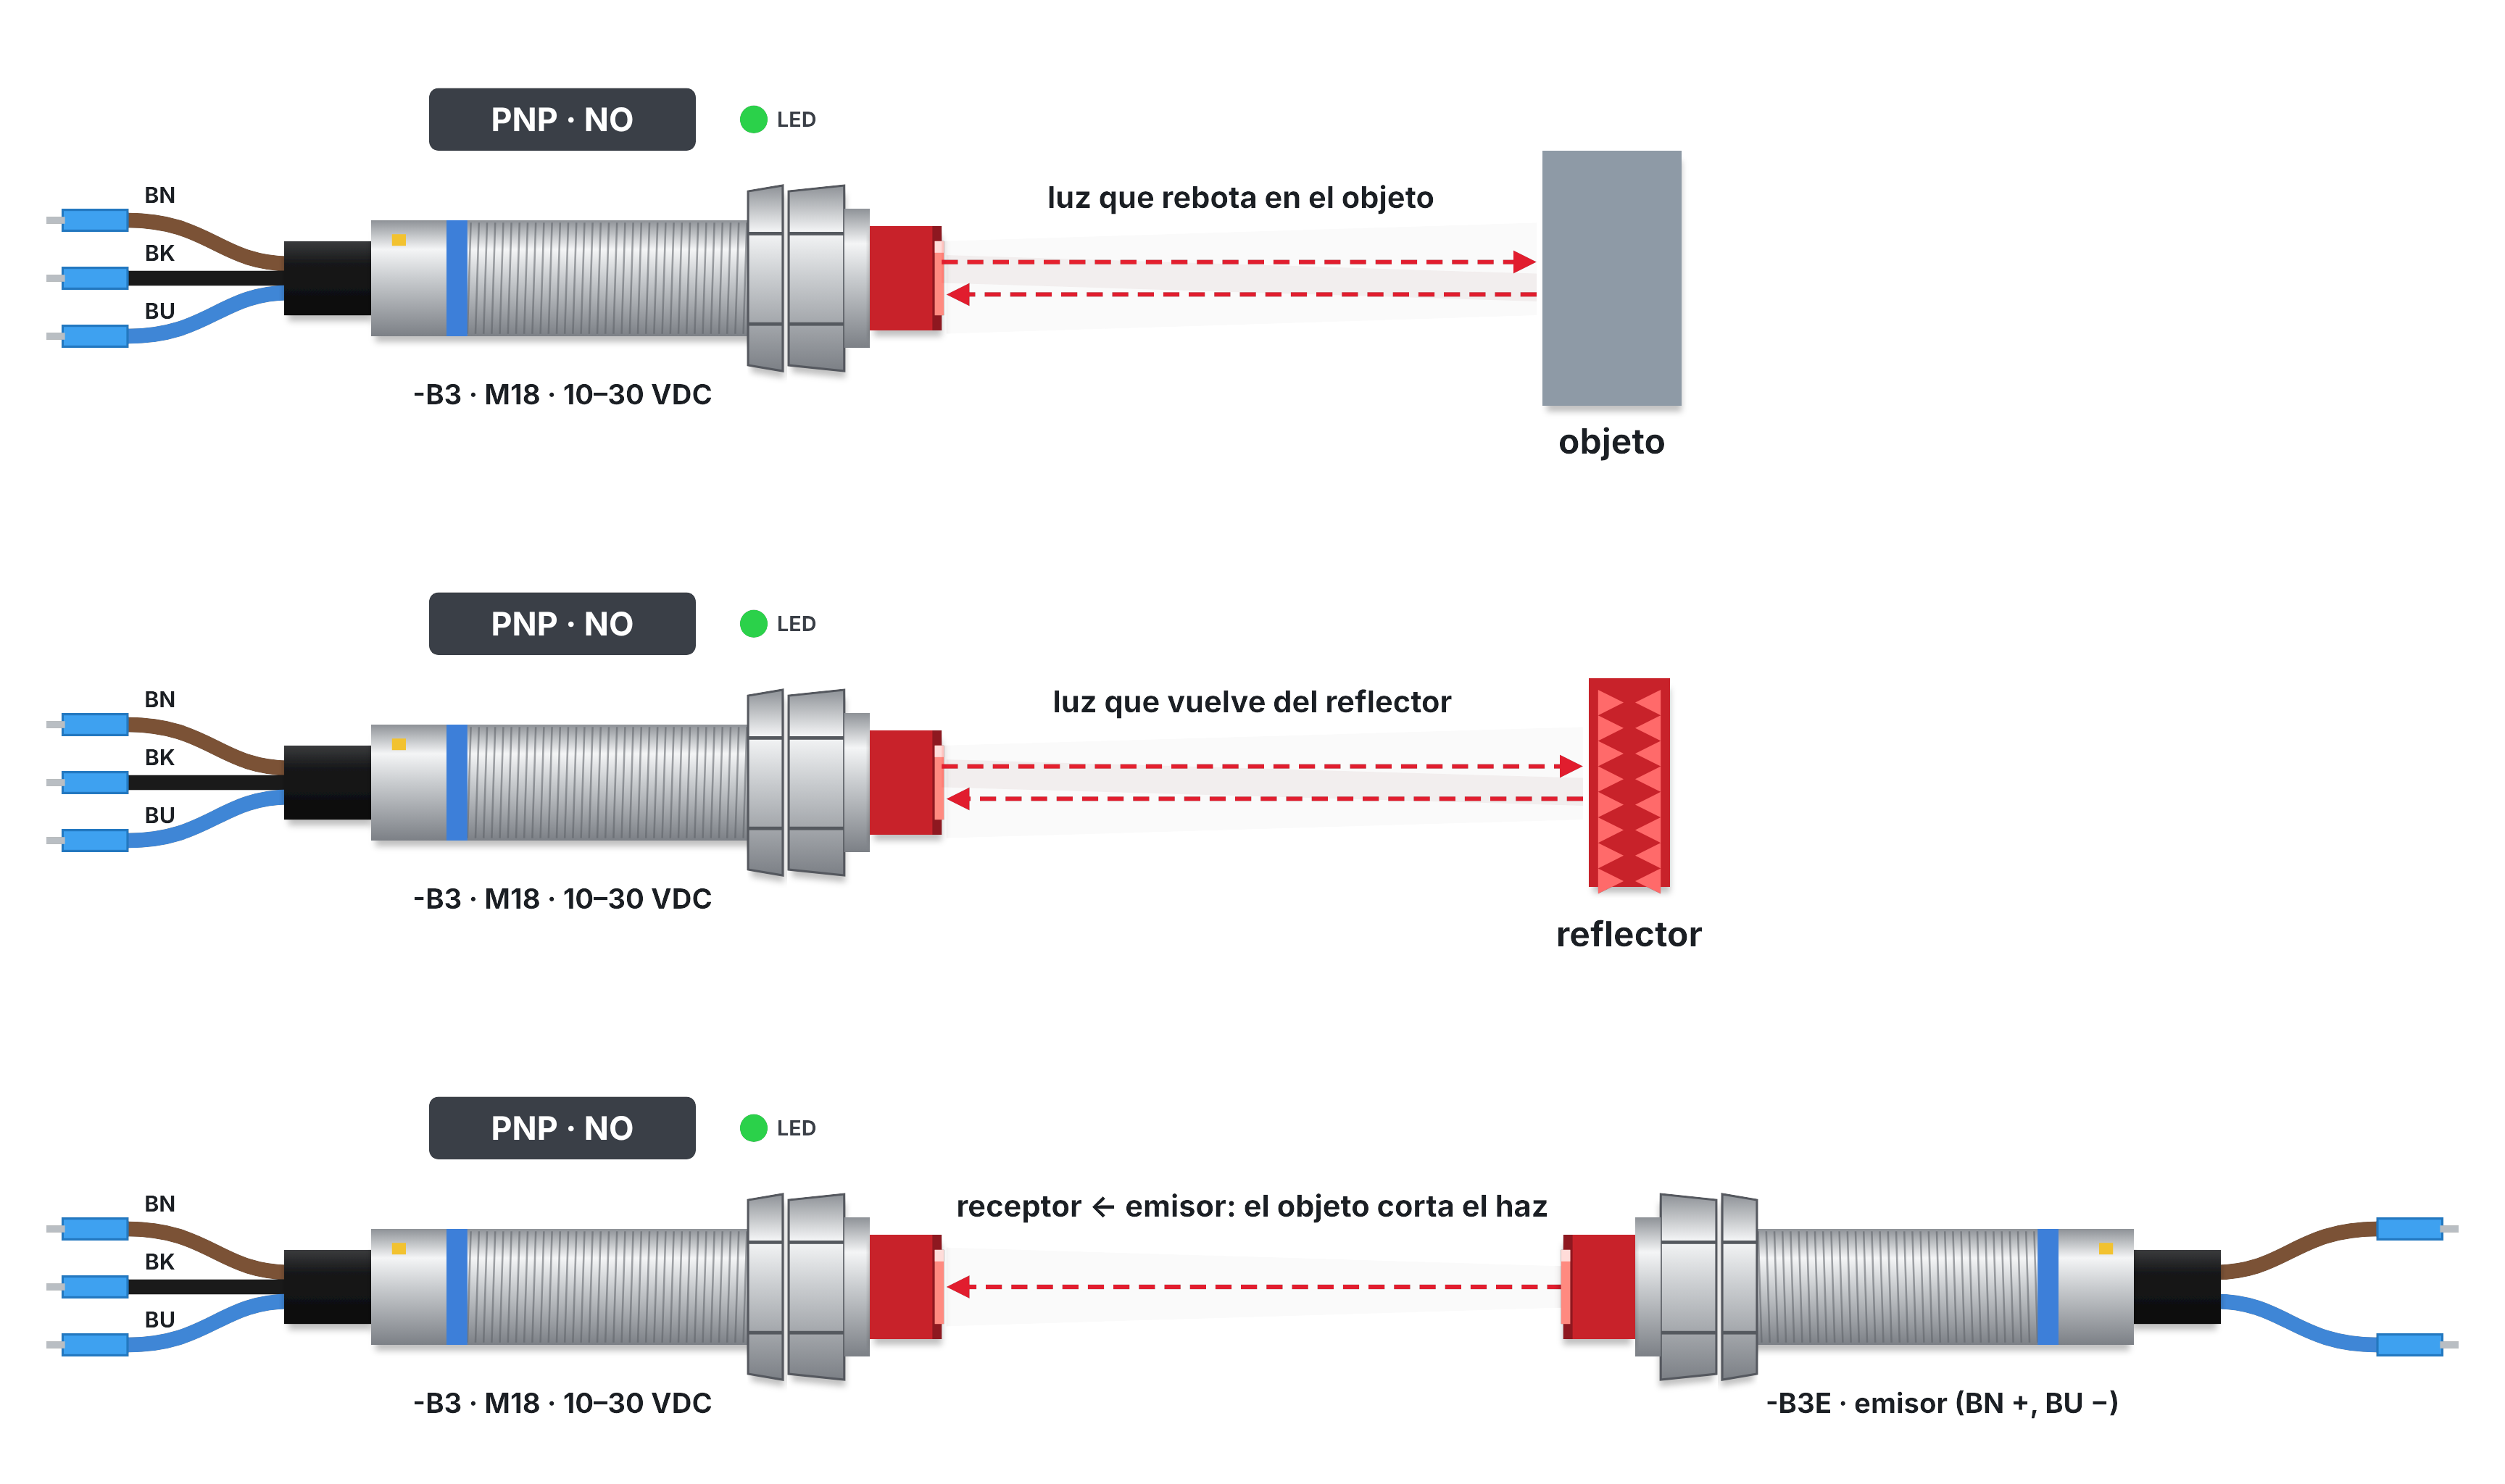 PNP · NO
LED
BN
BK
BU
luz que rebota en el objeto
-B3 · M18 · 10–30 VDC
objeto
PNP · NO
LED
BN
BK
BU
luz que vuelve del reflector
-B3 · M18 · 10–30 VDC
reflector
PNP · NO
LED
BN
BK
BU
receptor ← emisor: el objeto corta el haz
-B3 · M18 · 10–30 VDC
-B3E · emisor (BN +, BU −)